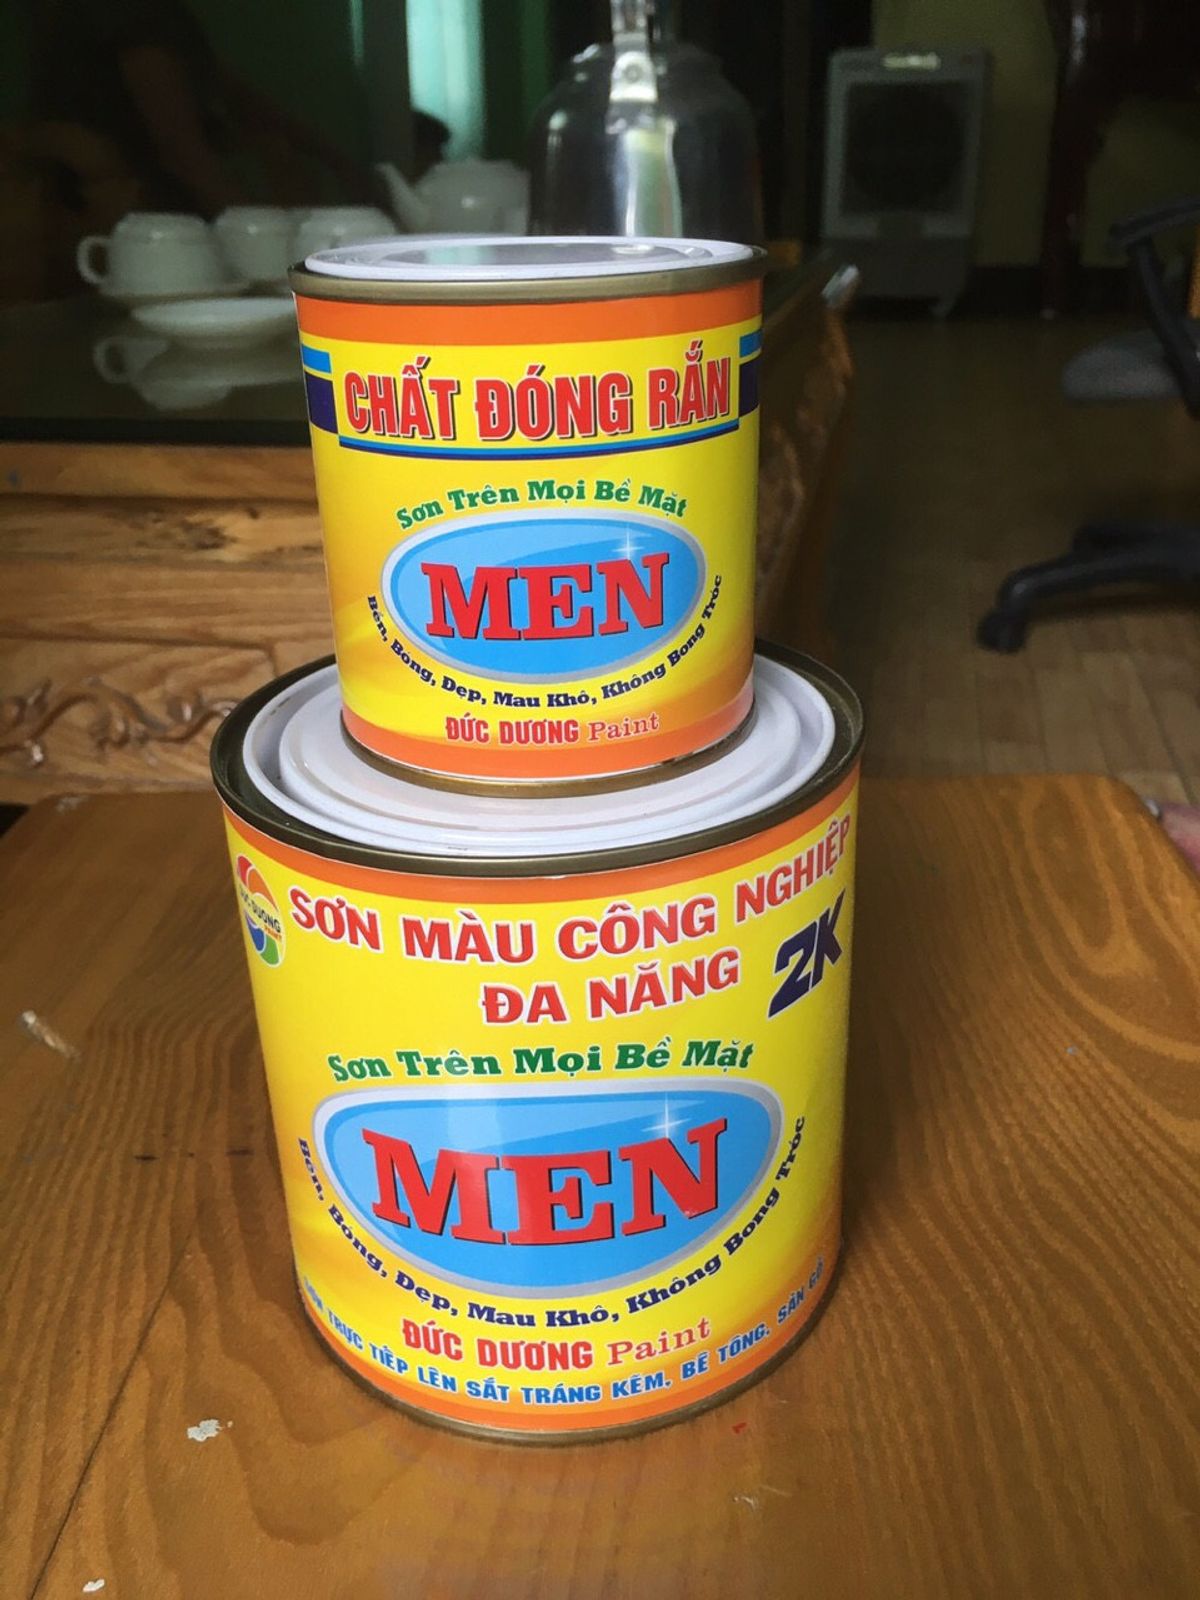 CHẤT ĐÓNG RẮN
Sơn Trên Mọi Bề Mặt
MEN
Bền, Bóng, Đẹp, Mau Khô, Không Bong Tróc
ĐỨC DƯƠNG Paint
SƠN MÀU CÔNG NGHIỆP
ĐA NĂNG 2K
Sơn Trên Mọi Bề Mặt
MEN
Bền, Bóng, Đẹp, Mau Khô, Không Bong Tróc
ĐỨC DƯƠNG Paint
SƠN TRỰC TIẾP LÊN SẮT TRÁNG KẼM, BÊ TÔNG, SÀN GỖ